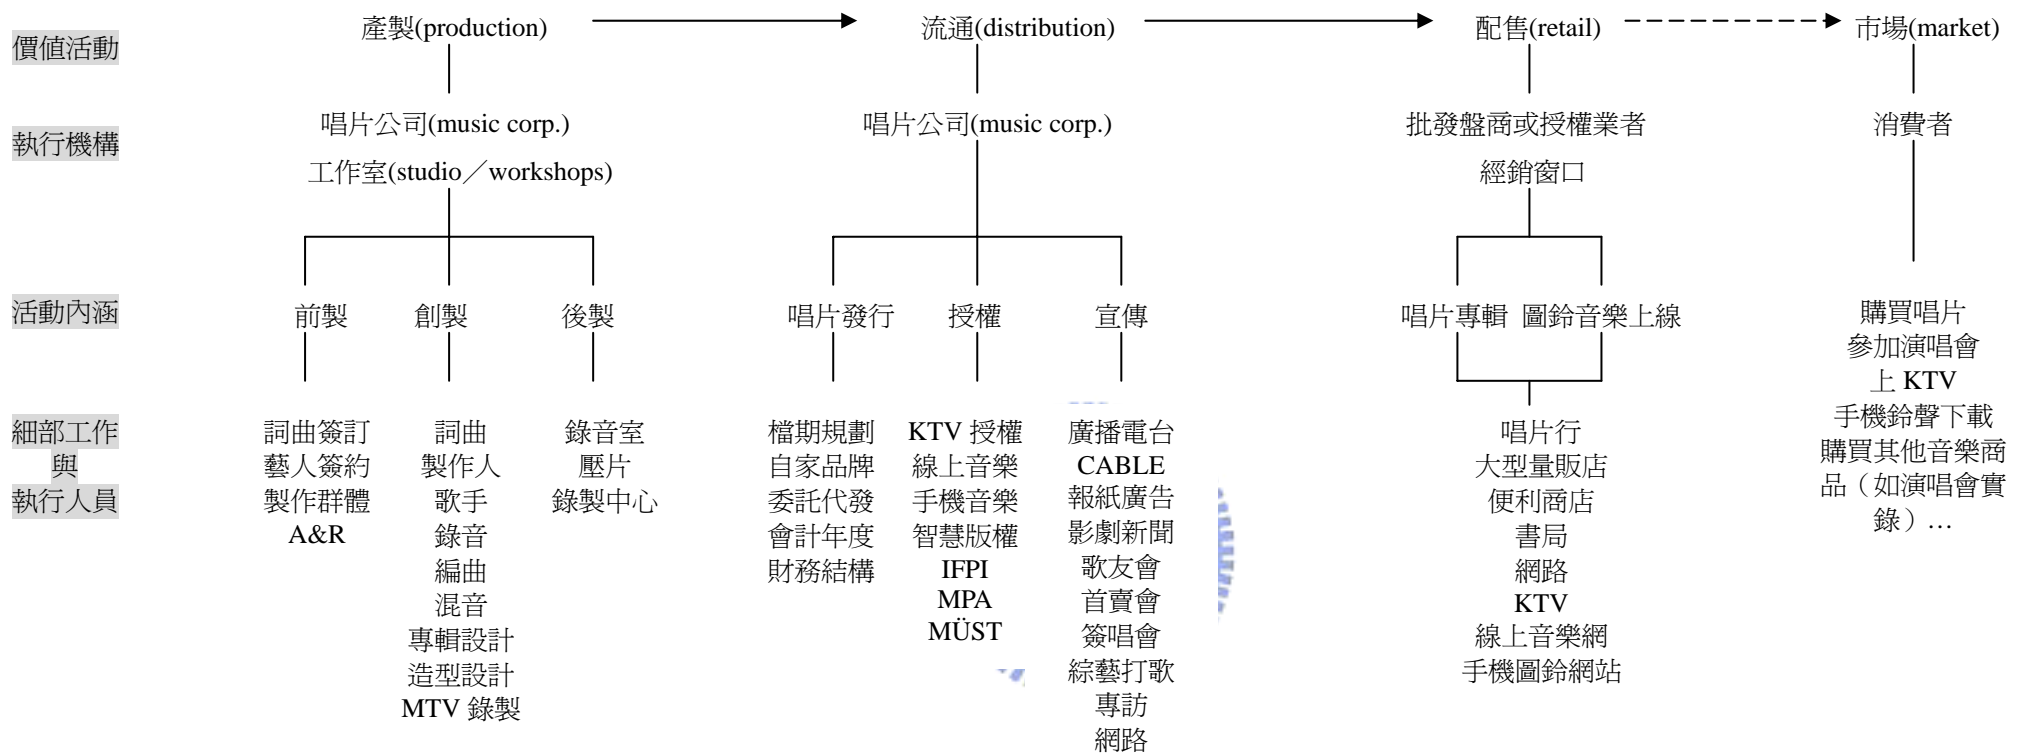 價值活動
產製(production)
流通(distribution)
配售(retail)
市場(market)
執行機構
唱片公司(music corp.)
工作室(studio／workshops)
唱片公司(music corp.)
批發盤商或授權業者
經銷窗口
消費者
活動內涵
前製
創製
後製
唱片發行
授權
宣傳
唱片專輯
圖鈴音樂上線
購買唱片
參加演唱會
上 KTV
手機鈴聲下載
購買其他音樂商
品（如演唱會實
錄）…
細部工作
與
執行人員
詞曲簽訂
藝人簽約
製作群體
A&R
詞曲
製作人
歌手
錄音
編曲
混音
專輯設計
造型設計
MTV 錄製
錄音室
壓片
錄製中心
檔期規劃
自家品牌
委託代發
會計年度
財務結構
KTV 授權
線上音樂
手機音樂
智慧版權
IFPI
MPA
MÜST
廣播電台
CABLE
報紙廣告
影劇新聞
歌友會
首賣會
簽唱會
綜藝打歌
專訪
網路
唱片行
大型量販店
便利商店
書局
網路
KTV
線上音樂網
手機圖鈴網站